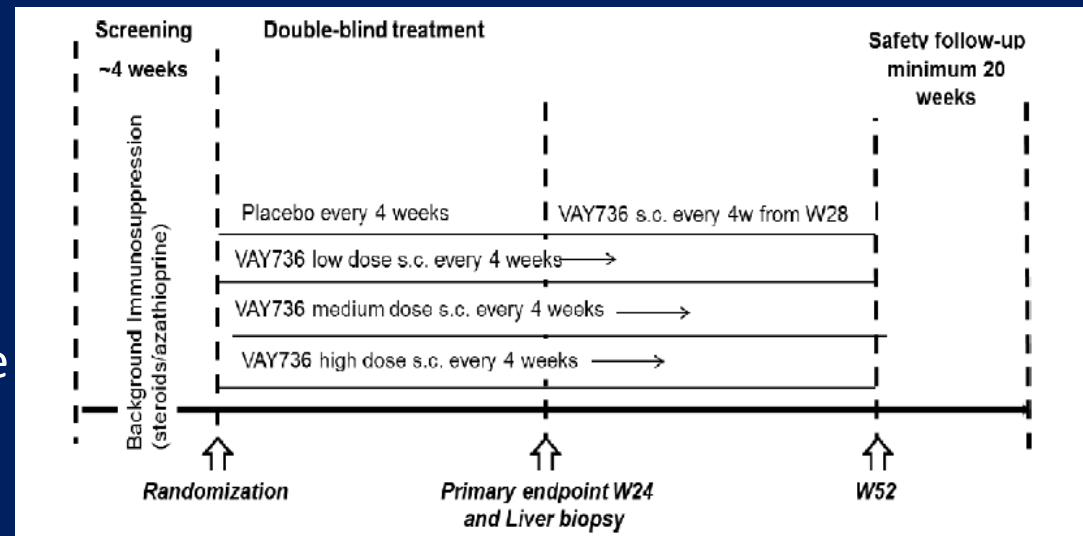 Screening
~4 weeks
Double-blind treatment
Safety follow-up
minimum 20
weeks
Background Immunosuppression
(steroids/azathioprine)
Placebo every 4 weeks
VAY736 s.c. every 4w from W28
VAY736 low dose s.c. every 4 weeks
VAY736 medium dose s.c. every 4 weeks
VAY736 high dose s.c. every 4 weeks
e
Randomization
Primary endpoint W24
and Liver biopsy
W52